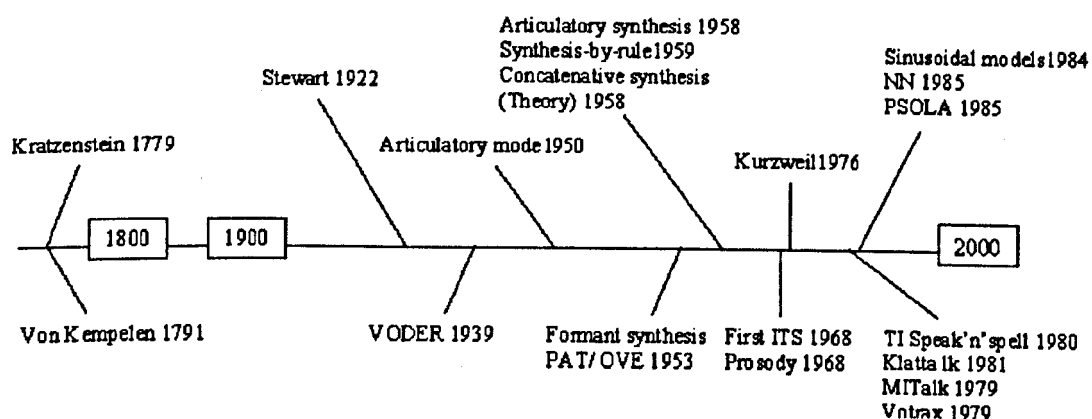 Articulatory synthesis 1958
Synthesis-by-rule1959
Concatenative synthesis
(Theory) 1958
Sinusoidal models1984
NN 1985
PSOLA 1985
Stewart 1922
Kratzenstein 1779
Articulatory mode1950
Kurzweil1976
1800
1900
2000
Von Kempelen 1791
VODER 1939
Formant synthesis
PAT/OVE 1953
First ITS 1968
Prosody 1968
TI Speak'n'spell 1980
Klattalk 1981
MITalk 1979
Votrax 1979